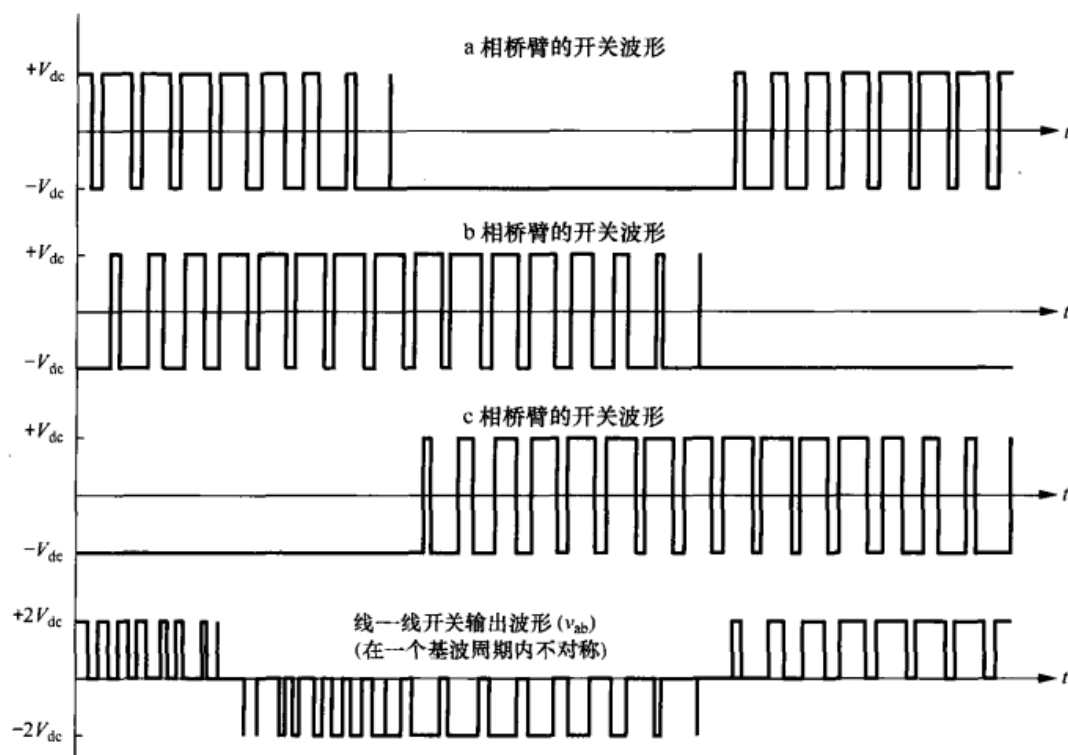 a 相桥臂的开关波形
+Vdc
t
−Vdc
b 相桥臂的开关波形
+Vdc
t
−Vdc
c 相桥臂的开关波形
+Vdc
t
−Vdc
+2Vdc
线一线开关输出波形 (vab)
(在一个基波周期内不对称)
t
−2Vdc